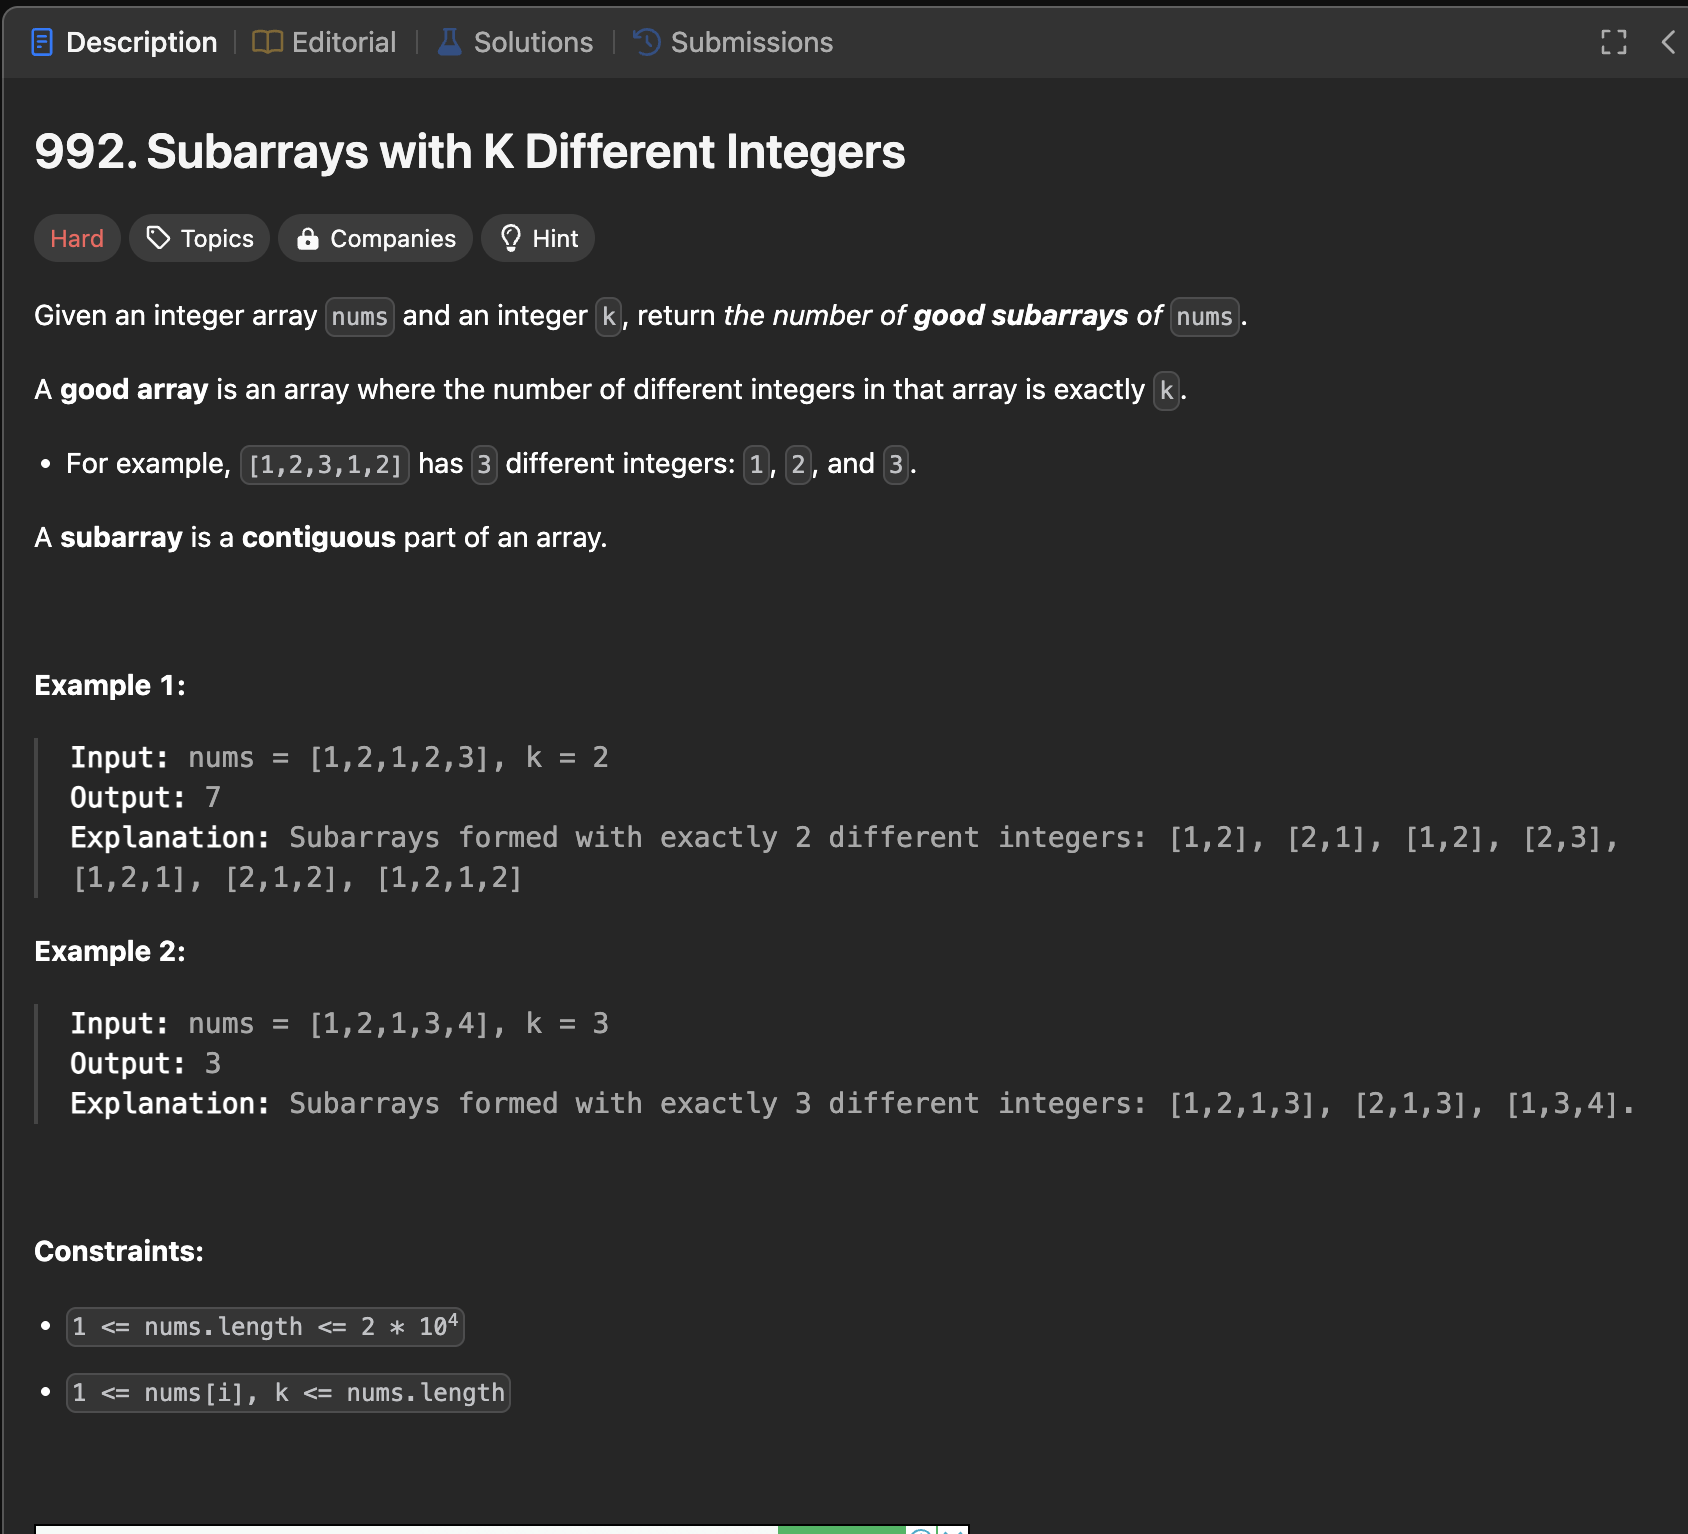 Description
Editorial
Solutions
Submissions
992. Subarrays with K Different Integers
Hard
Topics
Companies
Hint
Given an integer array nums and an integer k, return the number of good subarrays of nums.
A good array is an array where the number of different integers in that array is exactly k.
• For example, [1,2,3,1,2] has 3 different integers: 1, 2, and 3.
A subarray is a contiguous part of an array.
Example 1:
Input: nums = [1,2,1,2,3], k = 2
Output: 7
Explanation: Subarrays formed with exactly 2 different integers: [1,2], [2,1], [1,2], [2,3],
[1,2,1], [2,1,2], [1,2,1,2]
Example 2:
Input: nums = [1,2,1,3,4], k = 3
Output: 3
Explanation: Subarrays formed with exactly 3 different integers: [1,2,1,3], [2,1,3], [1,3,4].
Constraints:
• 1 <= nums.length <= 2 * 10⁴
• 1 <= nums[i], k <= nums.length